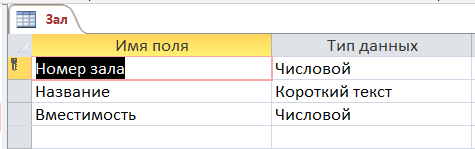 Зал
Имя поля Тип данных
Номер зала Числовой
Название Короткий текст
Вместимость Числовой